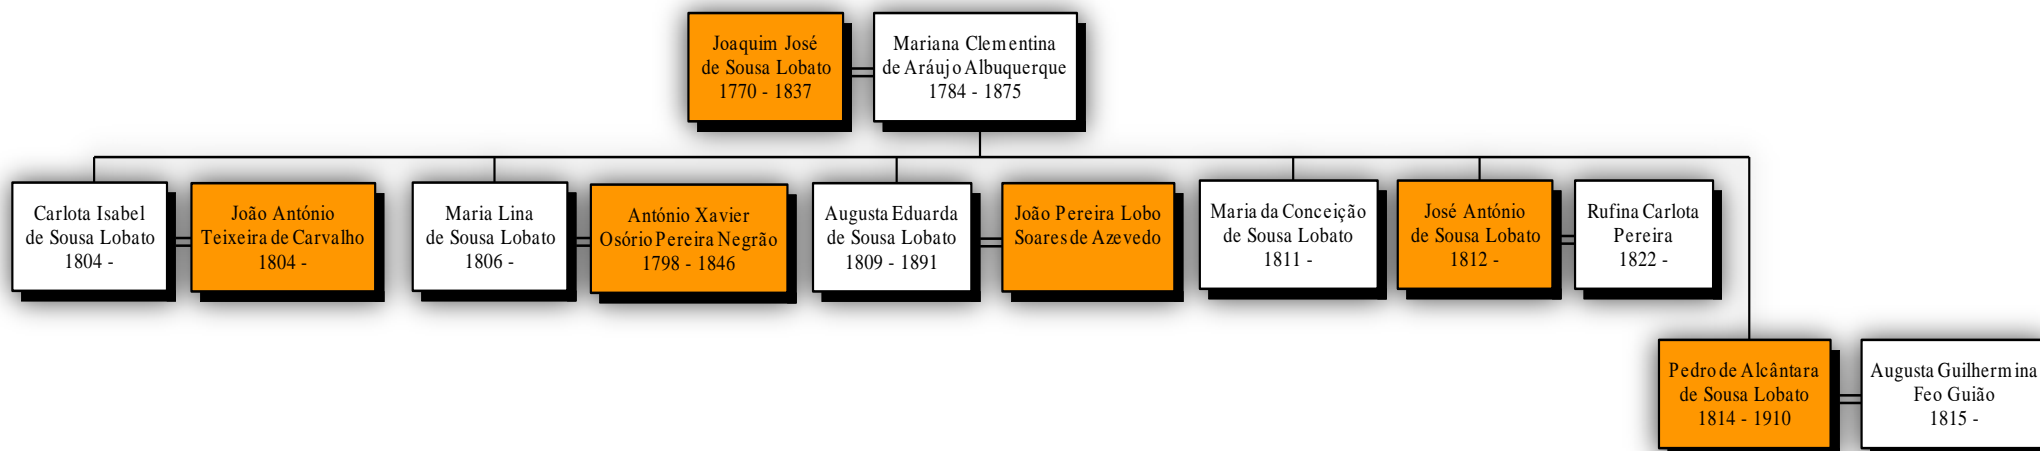 Joaquim José
de Sousa Lobato
1770 - 1837
Mariana Clementina
de Aráujo Albuquerque
1784 - 1875
Carlota Isabel
de Sousa Lobato
1804 -
João António
Teixeira de Carvalho
1804 -
Maria Lina
de Sousa Lobato
1806 -
António Xavier
Osório Pereira Negrão
1798 - 1846
Augusta Eduarda
de Sousa Lobato
1809 - 1891
João Pereira Lobo
Soares de Azevedo
Maria da Conceição
de Sousa Lobato
1811 -
José António
de Sousa Lobato
1812 -
Rufina Carlota
Pereira
1822 -
Pedro de Alcântara
de Sousa Lobato
1814 - 1910
Augusta Guilhermina
Feo Guião
1815 -